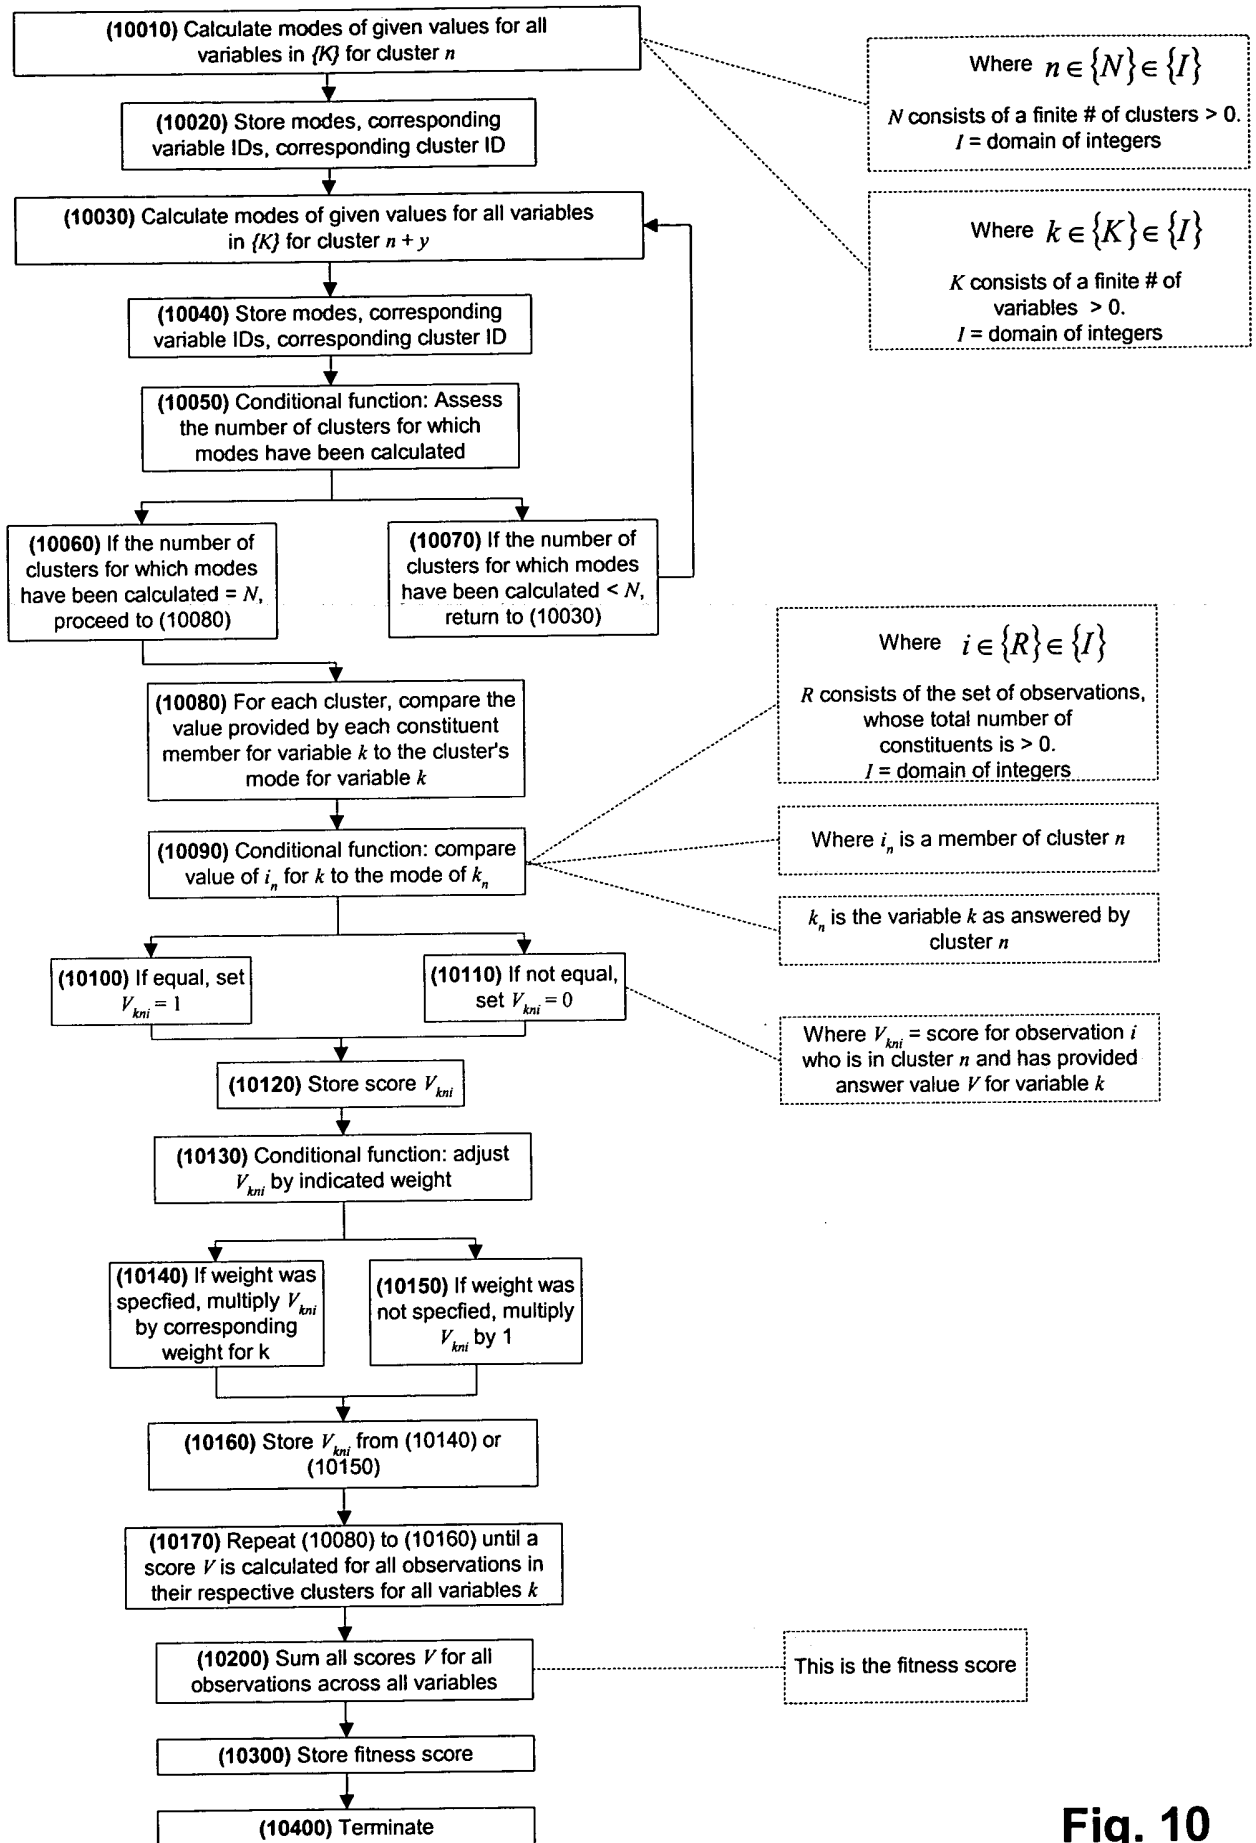 (10010) Calculate modes of given values for all
variables in {K} for cluster n
Where n ∈ {N} ∈ {I}
N consists of a finite # of clusters > 0.
I = domain of integers
(10020) Store modes, corresponding
variable IDs, corresponding cluster ID
(10030) Calculate modes of given values for all variables
in {K} for cluster n + y
Where k ∈ {K} ∈ {I}
K consists of a finite # of
variables > 0.
I = domain of integers
(10040) Store modes, corresponding
variable IDs, corresponding cluster ID
(10050) Conditional function: Assess
the number of clusters for which
modes have been calculated
(10060) If the number of
clusters for which modes
have been calculated = N,
proceed to (10080)
(10070) If the number of
clusters for which modes
have been calculated < N,
return to (10030)
Where i ∈ {R} ∈ {I}
R consists of the set of observations,
whose total number of
constituents is > 0.
I = domain of integers
(10080) For each cluster, compare the
value provided by each constituent
member for variable k to the cluster's
mode for variable k
(10090) Conditional function: compare
value of i_n for k to the mode of k_n
Where i_n is a member of cluster n
k_n is the variable k as answered by
cluster n
(10100) If equal, set
V_kni = 1
(10110) If not equal,
set V_kni = 0
Where V_kni = score for observation i
who is in cluster n and has provided
answer value V for variable k
(10120) Store score V_kni
(10130) Conditional function: adjust
V_kni by indicated weight
(10140) If weight was
specfied, multiply V_kni
by corresponding
weight for k
(10150) If weight was
not specfied, multiply
V_kni by 1
(10160) Store V_kni from (10140) or
(10150)
(10170) Repeat (10080) to (10160) until a
score V is calculated for all observations in
their respective clusters for all variables k
(10200) Sum all scores V for all
observations across all variables
This is the fitness score
(10300) Store fitness score
(10400) Terminate
Fig. 10